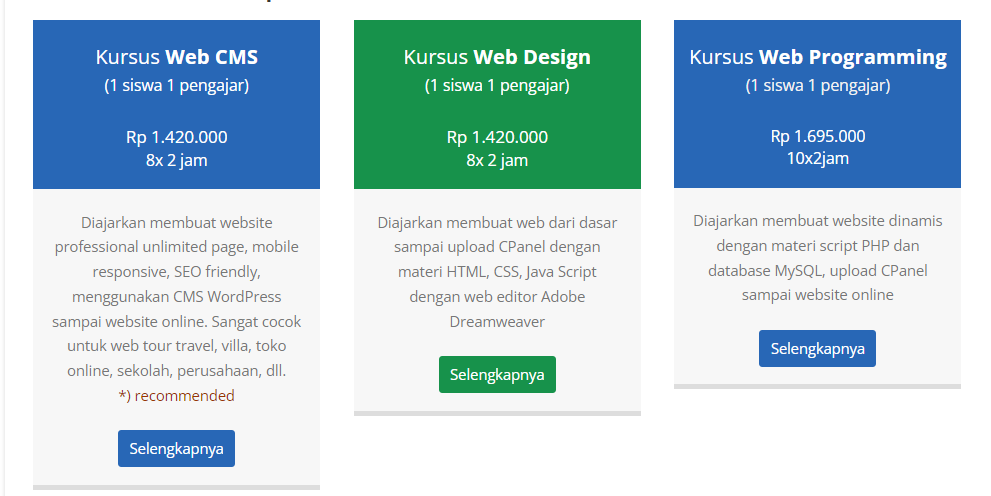 Kursus Web CMS
(1 siswa 1 pengajar)
Rp 1.420.000
8x 2 jam
Diajarkan membuat website
professional unlimited page, mobile
responsive, SEO friendly,
menggunakan CMS WordPress
sampai website online. Sangat cocok
untuk web tour travel, villa, toko
online, sekolah, perusahaan, dll.
*) recommended
Selengkapnya
Kursus Web Design
(1 siswa 1 pengajar)
Rp 1.420.000
8x 2 jam
Diajarkan membuat web dari dasar
sampai upload CPanel dengan
materi HTML, CSS, Java Script
dengan web editor Adobe
Dreamweaver
Selengkapnya
Kursus Web Programming
(1 siswa 1 pengajar)
Rp 1.695.000
10x2jam
Diajarkan membuat website dinamis
dengan materi script PHP dan
database MySQL, upload CPanel
sampai website online
Selengkapnya